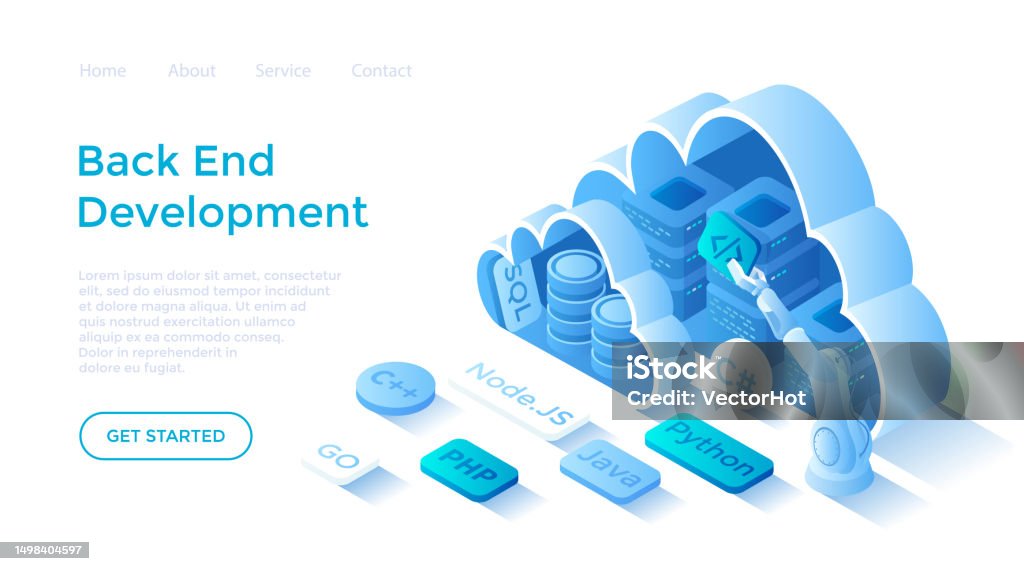 Home About Service Contact
Back End
Development
Lorem ipsum dolor sit amet, consectetur
adipiscing elit, sed do eiusmod tempor incididunt
et dolore magna aliqua. Ut enim ad
quis nostrud exercitation ullamco
aliquip ex ea commodo conseq.
Dolor in reprehenderit in
dolore eu fugiat.
GET STARTED
SQL
</>
C++
Node.JS
C#
GO
PHP
Java
Python
iStock
Credit: VectorHot
1498404597